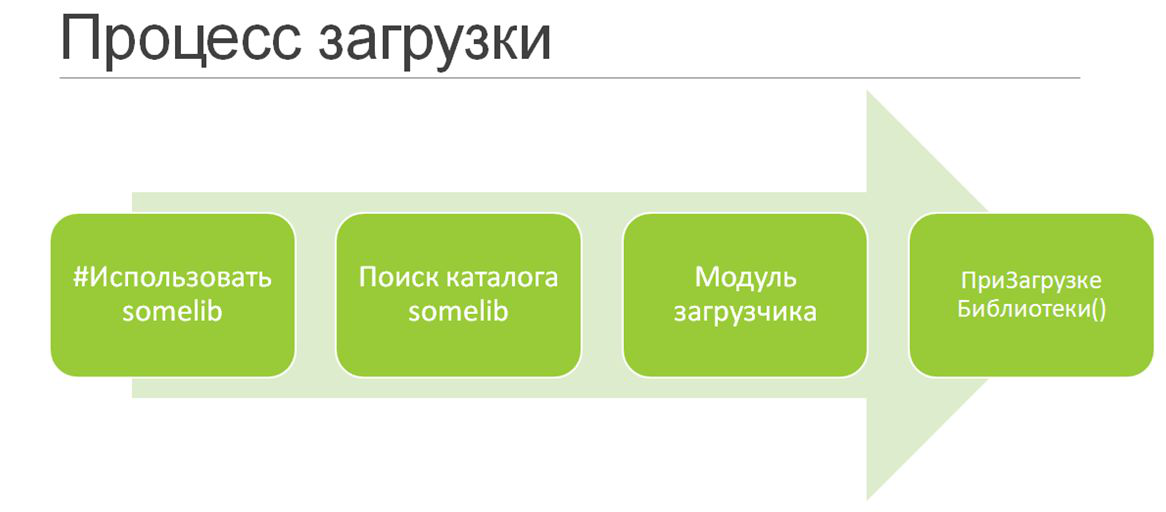 Процесс загрузки
#Использовать
somelib
Поиск каталога
somelib
Модуль
загрузчика
ПриЗагрузке
Библиотеки()